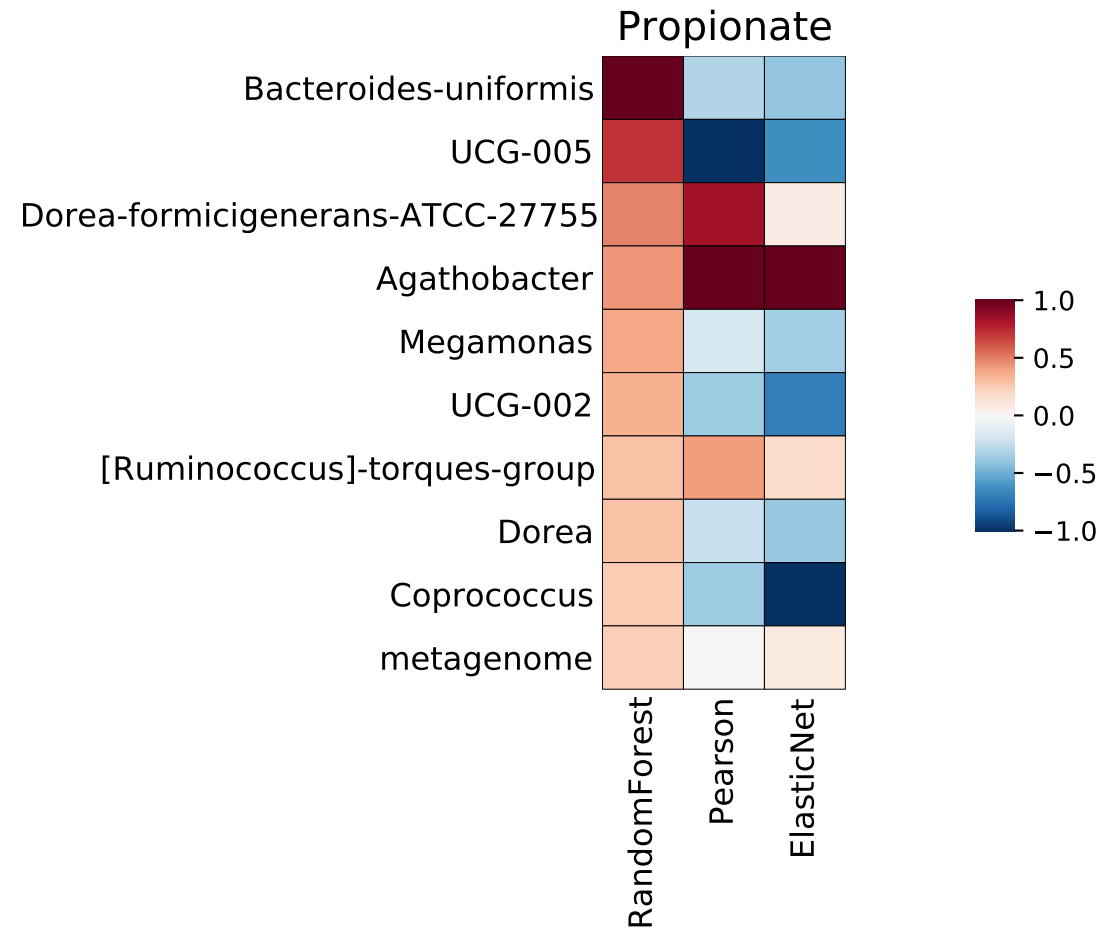 Propionate
Bacteroides-uniformis
UCG-005
Dorea-formicigenerans-ATCC-27755
Agathobacter
Megamonas
UCG-002
[Ruminococcus]-torques-group
Dorea
Coprococcus
metagenome
RandomForest
Pearson
ElasticNet
1.0
0.5
0.0
−0.5
−1.0